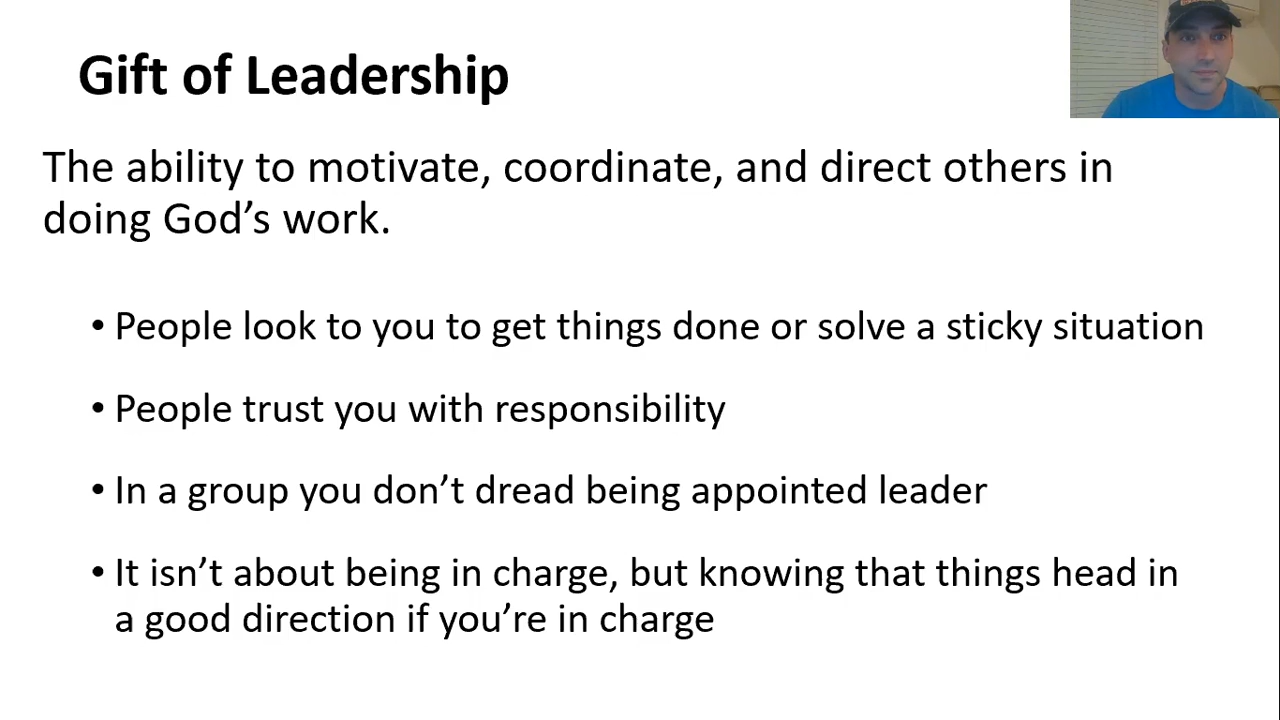 Gift of Leadership
The ability to motivate, coordinate, and direct others in
doing God’s work.
• People look to you to get things done or solve a sticky situation
• People trust you with responsibility
• In a group you don’t dread being appointed leader
• It isn’t about being in charge, but knowing that things head in
a good direction if you’re in charge